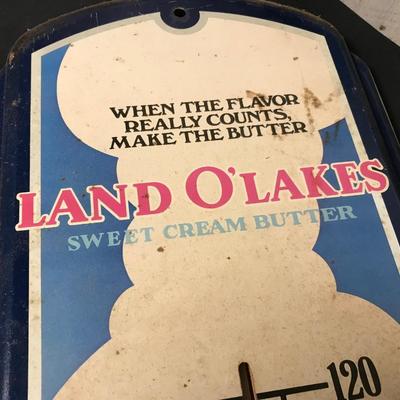 WHEN THE FLAVOR
REALLY COUNTS,
MAKE THE BUTTER
LAND O'LAKES
SWEET CREAM BUTTER
120